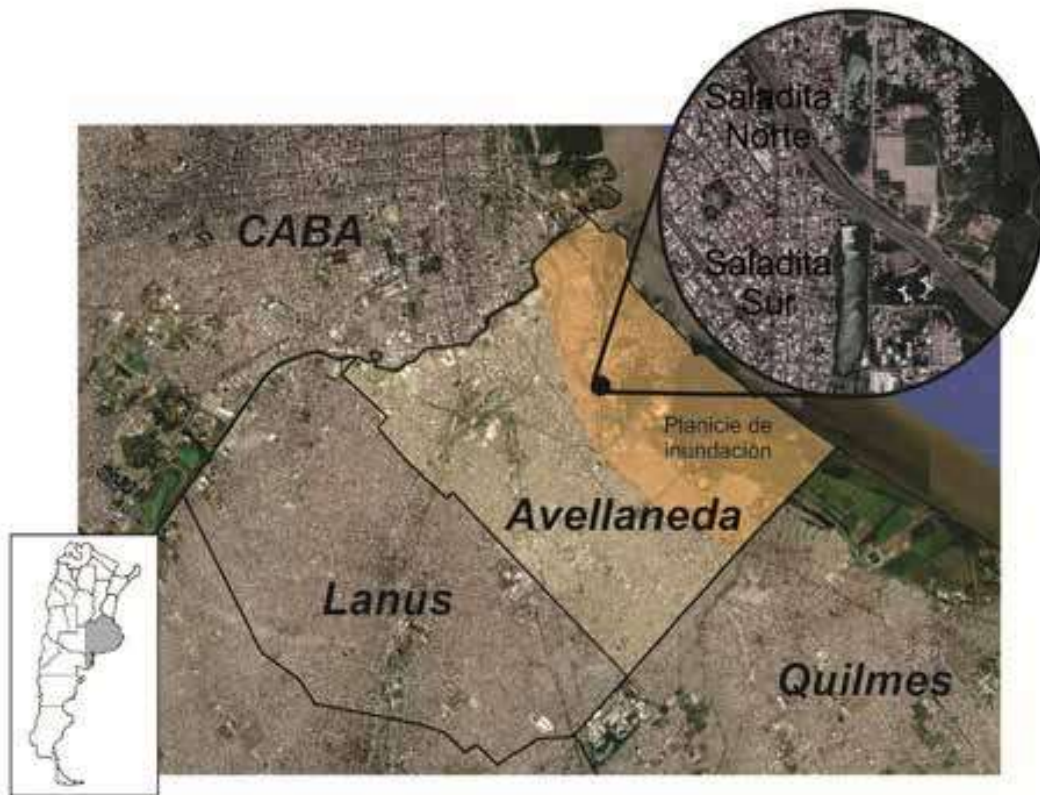 Saladita
Norte
CABA
Saladita
Sur
Planicie de
inundación
Avellaneda
Lanus
Quilmes